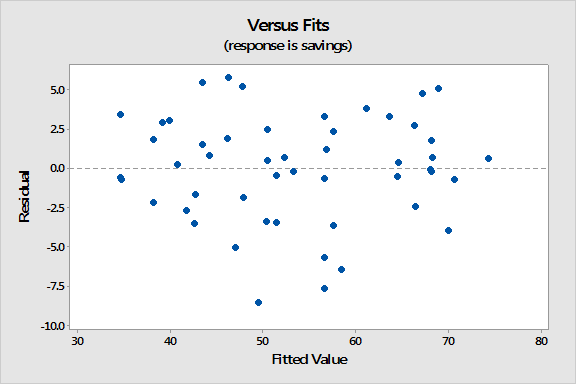 Versus Fits
(response is savings)
5.0
2.5
0.0
-2.5
-5.0
-7.5
-10.0
Residual
30 40 50 60 70 80
Fitted Value